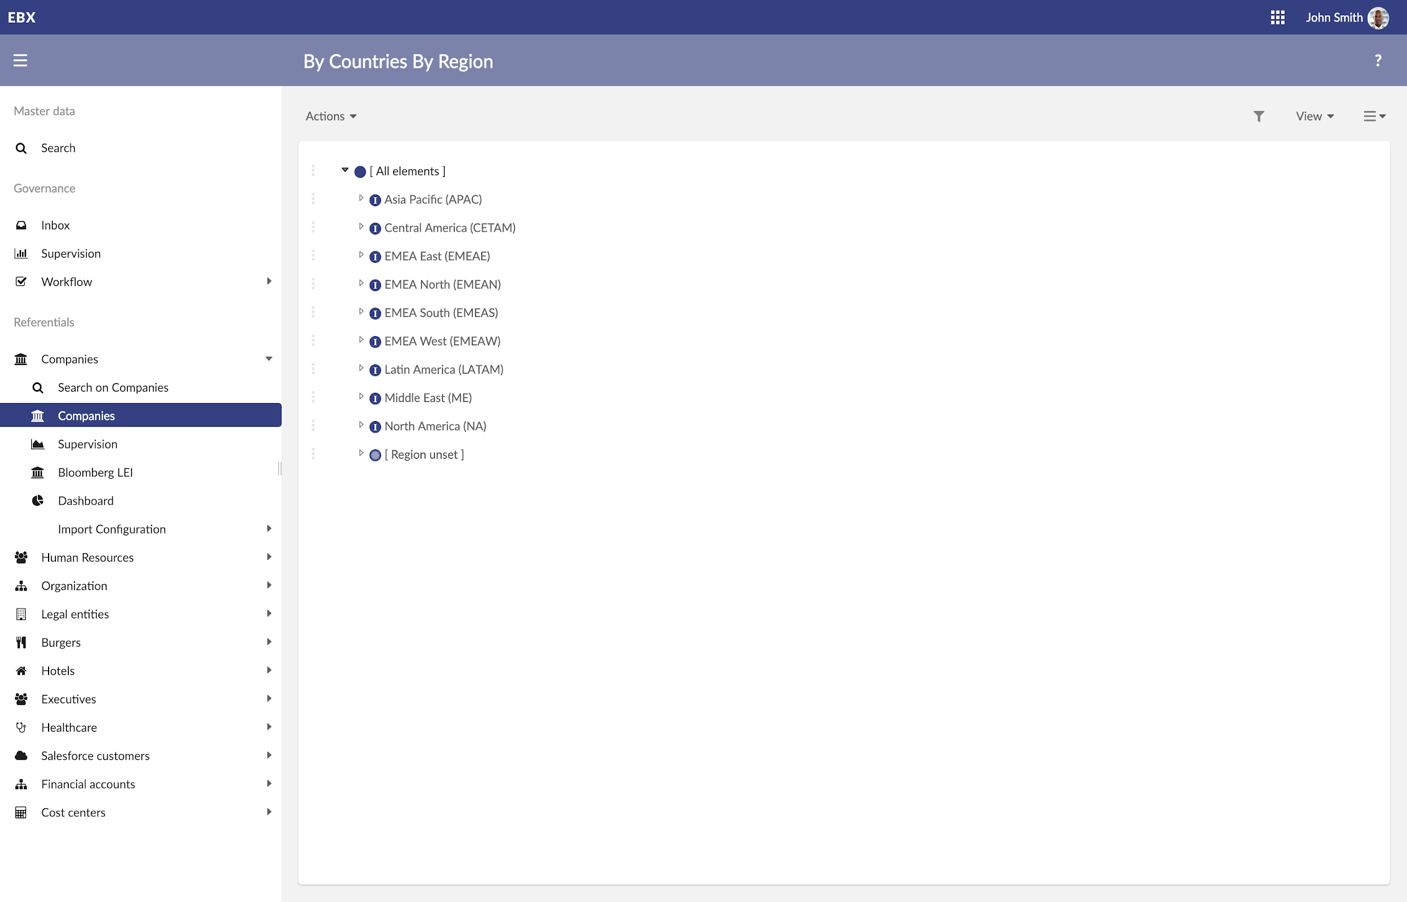 EBX
John Smith
By Countries By Region
?
Master data
Search
Governance
Inbox
Supervision
Workflow
Referentials
Companies
Search on Companies
Companies
Supervision
Bloomberg LEI
Dashboard
Import Configuration
Human Resources
Organization
Legal entities
Burgers
Hotels
Executives
Healthcare
Salesforce customers
Financial accounts
Cost centers
Actions
View
[ All elements ]
I Asia Pacific (APAC)
I Central America (CETAM)
I EMEA East (EMEAE)
I EMEA North (EMEAN)
I EMEA South (EMEAS)
I EMEA West (EMEAW)
I Latin America (LATAM)
I Middle East (ME)
I North America (NA)
[ Region unset ]